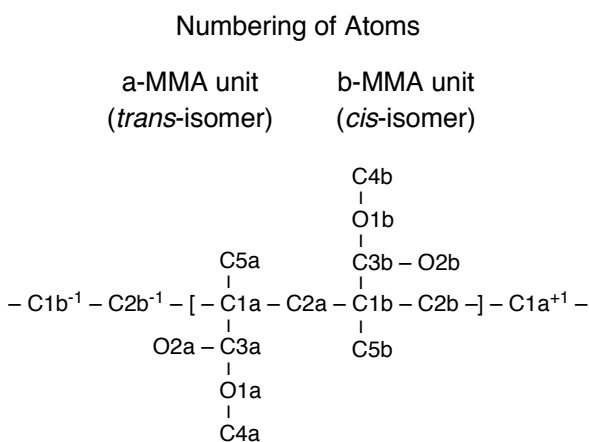 Numbering of Atoms
a-MMA unit b-MMA unit
(trans-isomer) (cis-isomer)
C4b
O1b
C5a C3b – O2b
– C1b-1 – C2b-1 – [ – C1a – C2a – C1b – C2b –] – C1a+1 –
O2a – C3a C5b
O1a
C4a